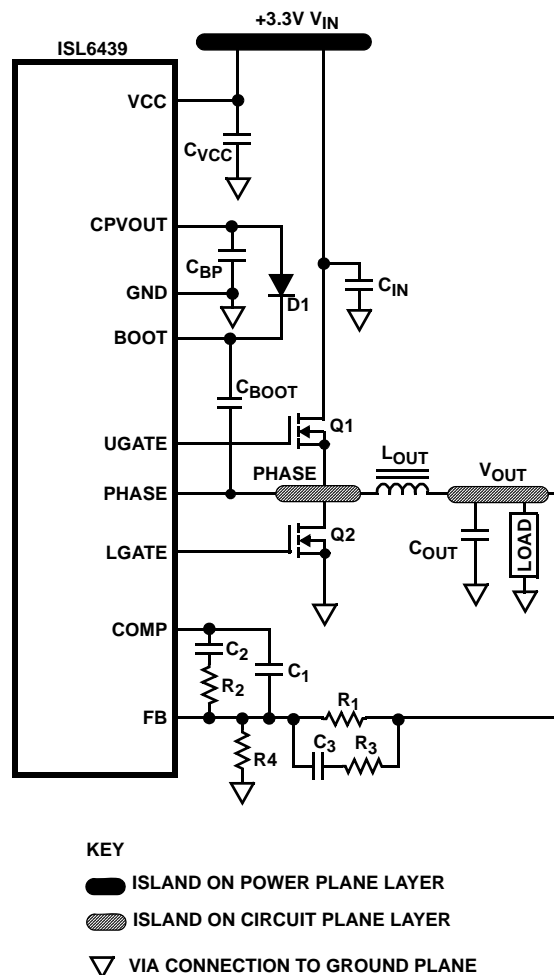 +3.3V VIN
ISL6439
VCC
CVCC
CPVOUT
CBP
D1
GND
CIN
BOOT
CBOOT
Q1
UGATE
LOUT
PHASE
PHASE
VOUT
Q2
LGATE
COUT
LOAD
COMP
C2
C1
R2
R1
FB
C3
R3
R4
KEY
ISLAND ON POWER PLANE LAYER
ISLAND ON CIRCUIT PLANE LAYER
VIA CONNECTION TO GROUND PLANE